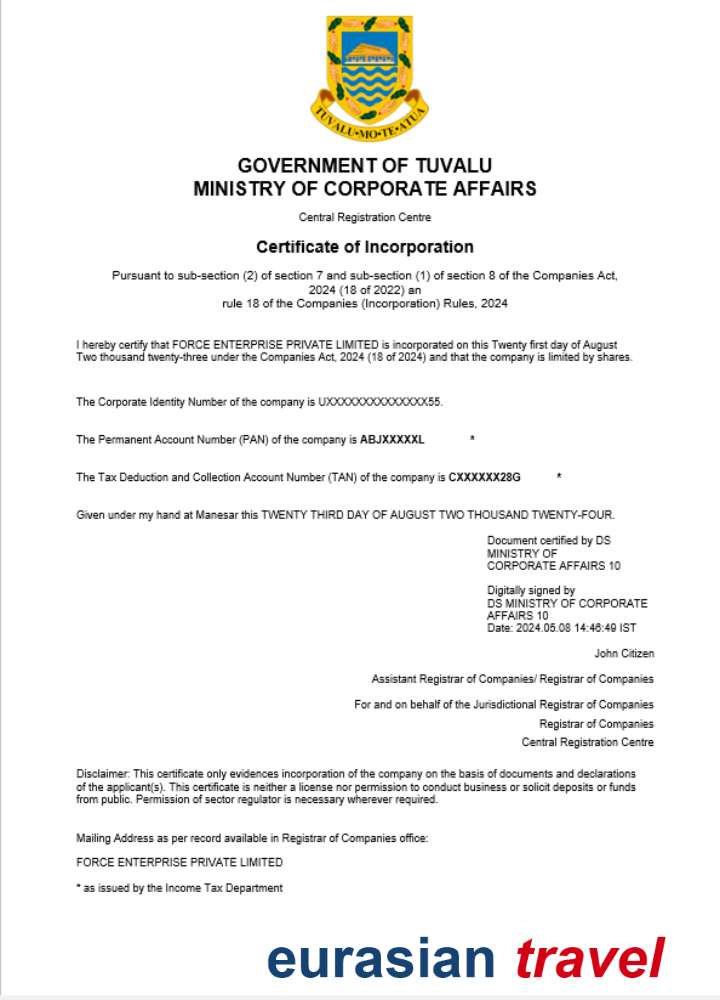 TUVALU•MO•TE•ATUA
GOVERNMENT OF TUVALU
MINISTRY OF CORPORATE AFFAIRS
Central Registration Centre
Certificate of Incorporation
Pursuant to sub-section (2) of section 7 and sub-section (1) of section 8 of the Companies Act,
2024 (18 of 2022) an
rule 18 of the Companies (Incorporation) Rules, 2024
I hereby certify that FORCE ENTERPRISE PRIVATE LIMITED is incorporated on this Twenty first day of August
Two thousand twenty-three under the Companies Act, 2024 (18 of 2024) and that the company is limited by shares.
The Corporate Identity Number of the company is UXXXXXXXXXXXXXX55.
The Permanent Account Number (PAN) of the company is ABJXXXXXL *
The Tax Deduction and Collection Account Number (TAN) of the company is CXXXXXX28G *
Given under my hand at Manesar this TWENTY THIRD DAY OF AUGUST TWO THOUSAND TWENTY-FOUR.
Document certified by DS
MINISTRY OF
CORPORATE AFFAIRS 10
Digitally signed by
DS MINISTRY OF CORPORATE
AFFAIRS 10
Date: 2024.05.08 14:46:49 IST
John Citizen
Assistant Registrar of Companies/ Registrar of Companies
For and on behalf of the Jurisdictional Registrar of Companies
Registrar of Companies
Central Registration Centre
Disclaimer: This certificate only evidences incorporation of the company on the basis of documents and declarations
of the applicant(s). This certificate is neither a license nor permission to conduct business or solicit deposits or funds
from public. Permission of sector regulator is necessary wherever required.
Mailing Address as per record available in Registrar of Companies office:
FORCE ENTERPRISE PRIVATE LIMITED
* as issued by the Income Tax Department
eurasian travel